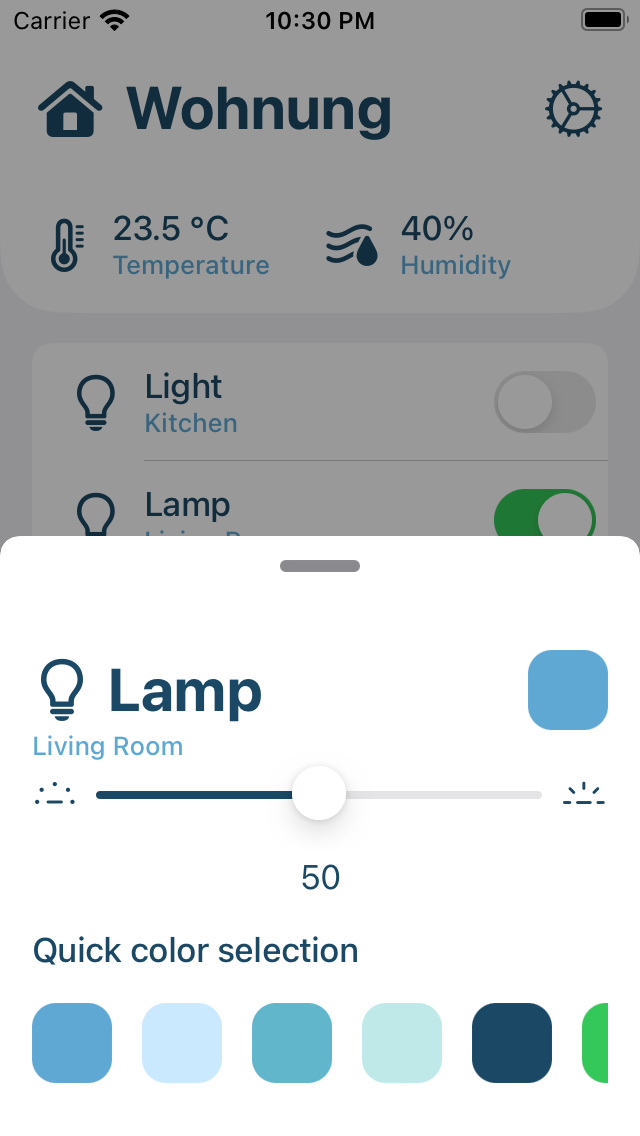 Carrier 10:30 PM
Wohnung
23.5 °C 40%
Temperature Humidity
Light
Kitchen
Lamp
Lamp
Living Room
50
Quick color selection